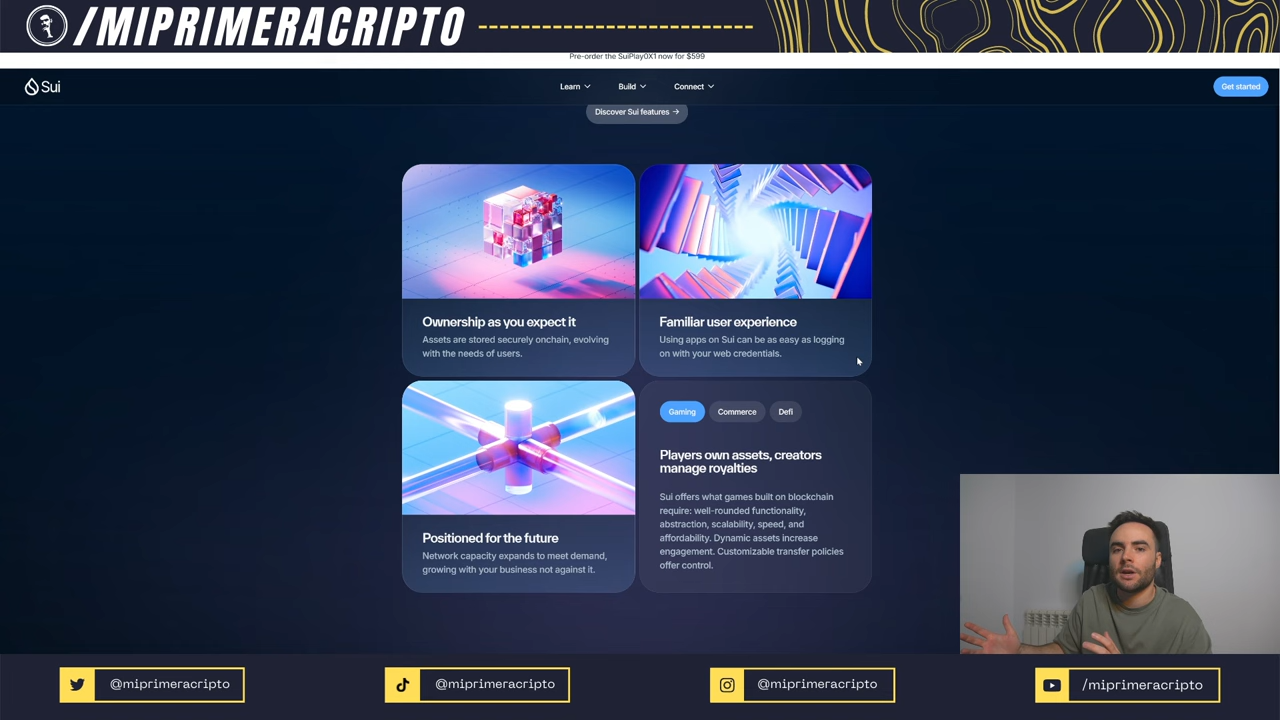 /MIPRIMERACRIPTO
Pre-order the SuiPlay0X1 now for $599
Sui
Learn
Build
Connect
Get started
Discover Sui features →
Ownership as you expect it
Assets are stored securely onchain, evolving
with the needs of users.
Familiar user experience
Using apps on Sui can be as easy as logging
on with your web credentials.
Positioned for the future
Network capacity expands to meet demand,
growing with your business not against it.
Gaming
Commerce
Defi
Players own assets, creators
manage royalties
Sui offers what games built on blockchain
require: well-rounded functionality,
abstraction, scalability, speed, and
affordability. Dynamic assets increase
engagement. Customizable transfer policies
offer control.
@miprimeracripto
@miprimeracripto
@miprimeracripto
/miprimeracripto